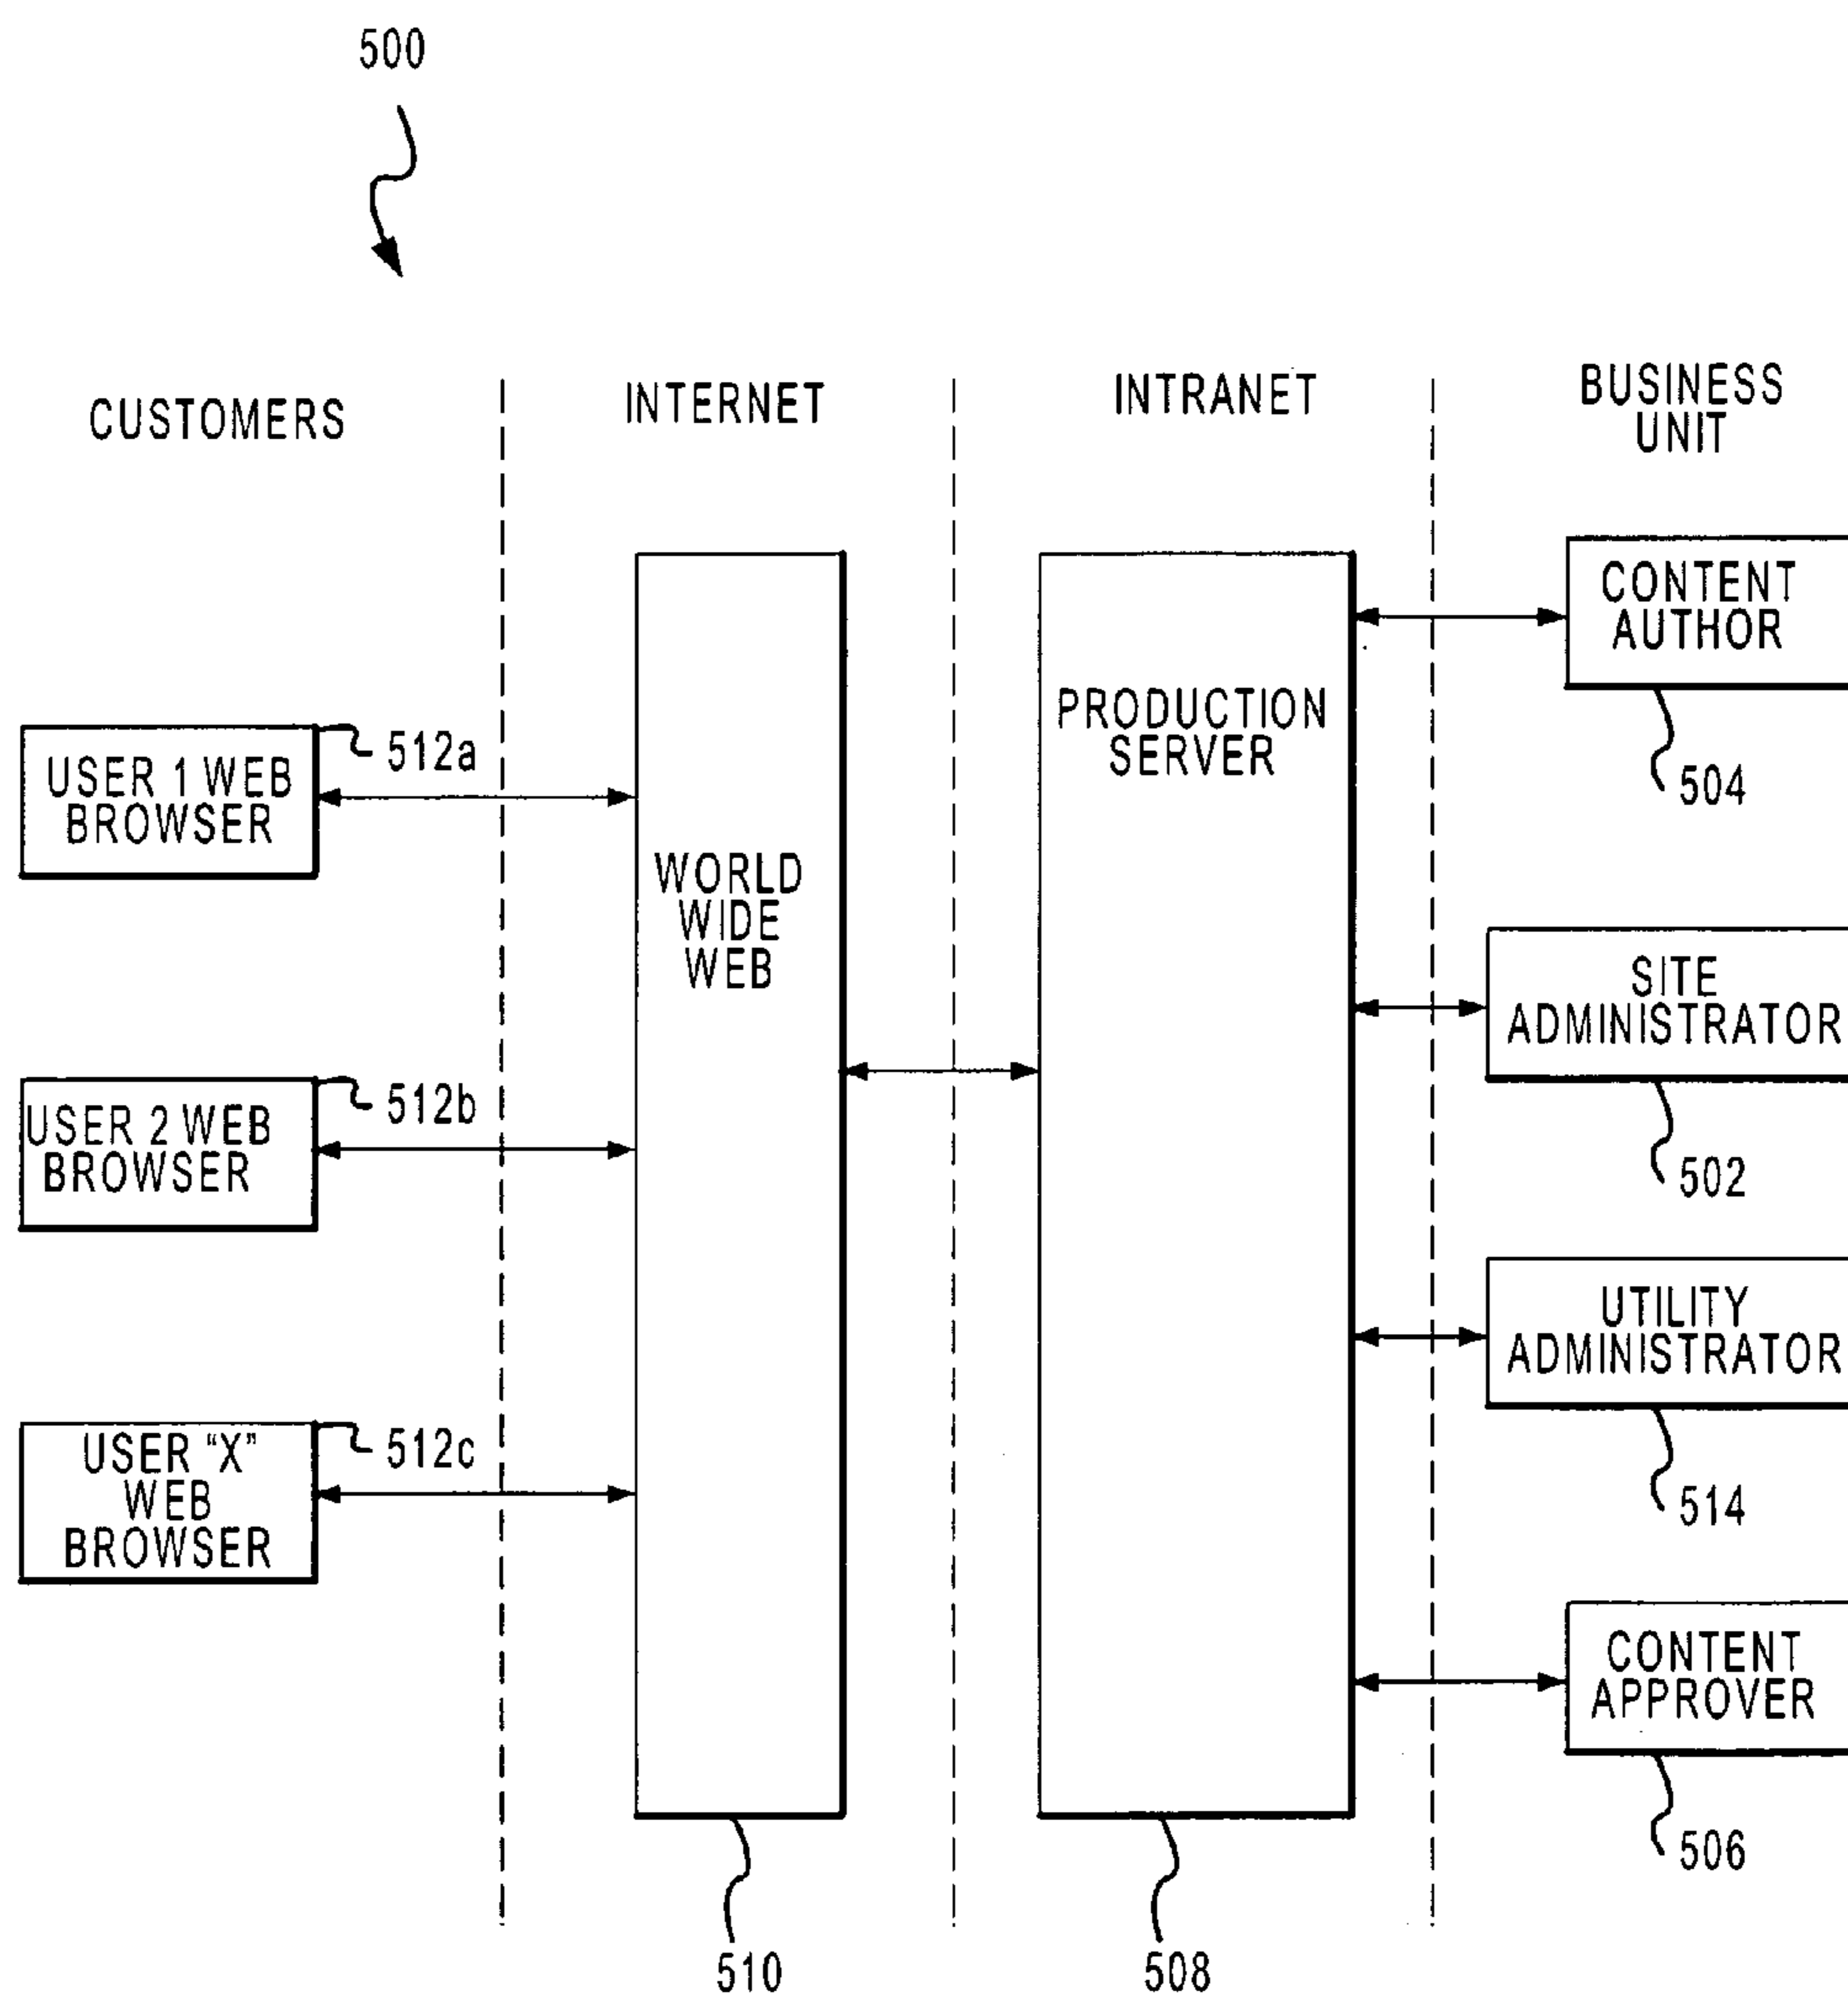 500
CUSTOMERS
INTERNET
INTRANET
BUSINESS
UNIT
USER 1 WEB
BROWSER
512a
USER 2 WEB
BROWSER
512b
USER "X"
WEB
BROWSER
512c
WORLD
WIDE
WEB
510
PRODUCTION
SERVER
508
CONTENT
AUTHOR
504
SITE
ADMINISTRATOR
502
UTILITY
ADMINISTRATOR
514
CONTENT
APPROVER
506